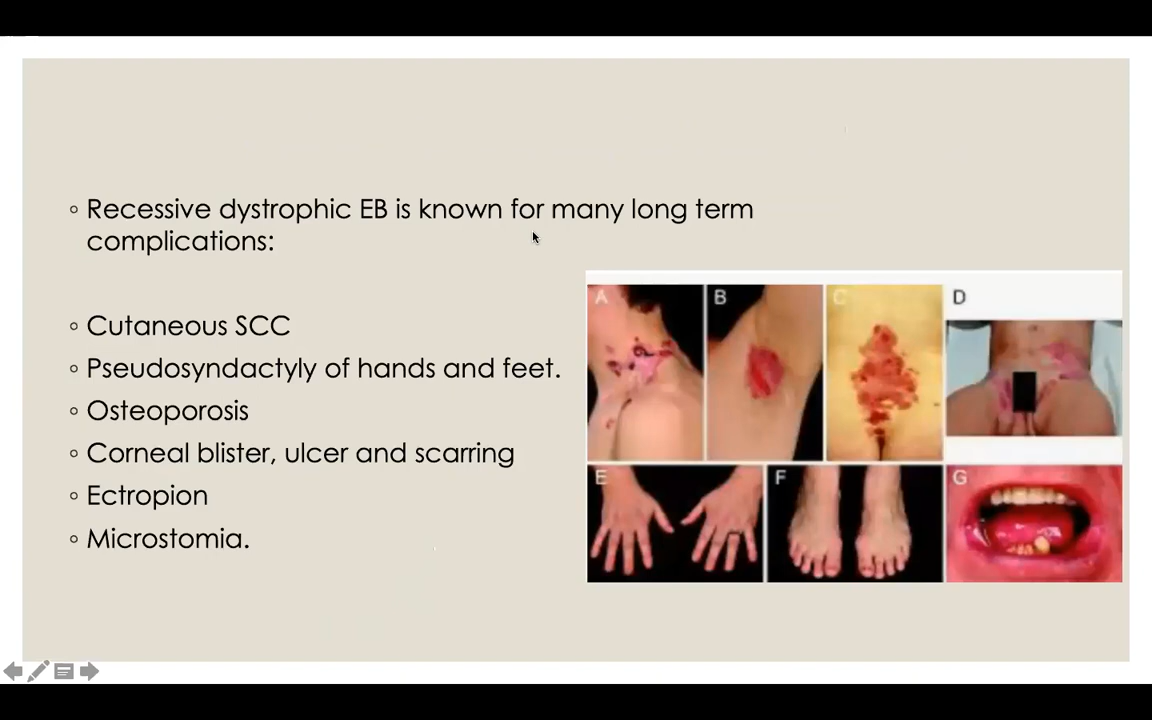 ◦ Recessive dystrophic EB is known for many long term
complications:
◦ Cutaneous SCC
◦ Pseudosyndactyly of hands and feet.
◦ Osteoporosis
◦ Corneal blister, ulcer and scarring
◦ Ectropion
◦ Microstomia.
A B C D
E F G